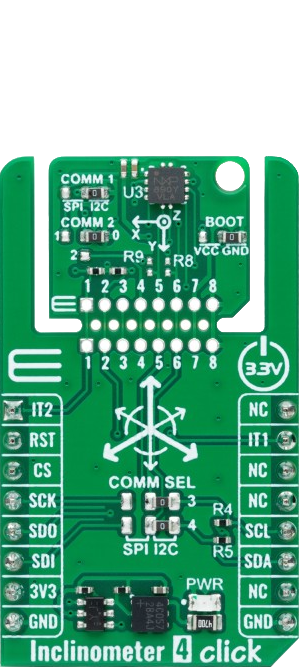 COMM 1
U3
SPI I2C
COMM 2
1 0
2
X Y Z
BOOT
VCC GND
R9 R8
1 2 3 4 5 6 7 8
1 2 3 4 5 6 7 8
3.3V
IT2 NC
RST IT1
CS NC
COMM SEL
SCK NC
3
SDO SCL
4
R4
SPI I2C
R5
SDI SDA
3V3 NC
PWR
GND GND
Inclinometer 4 click